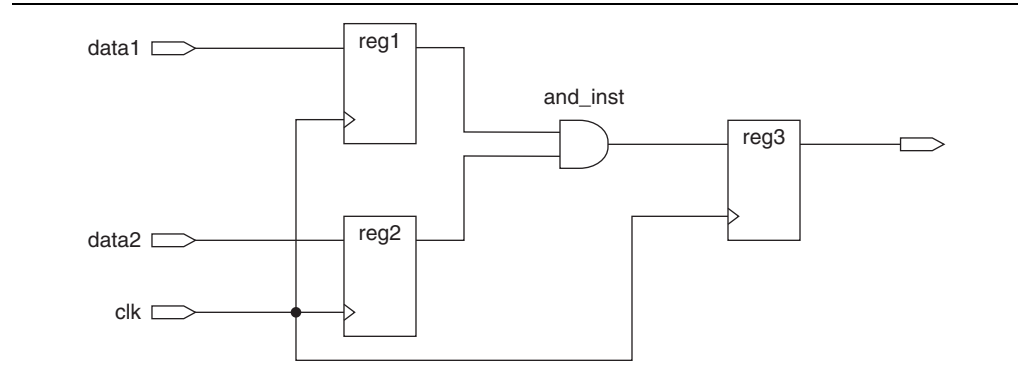 data1
reg1
and_inst
reg3
data2
reg2
clk